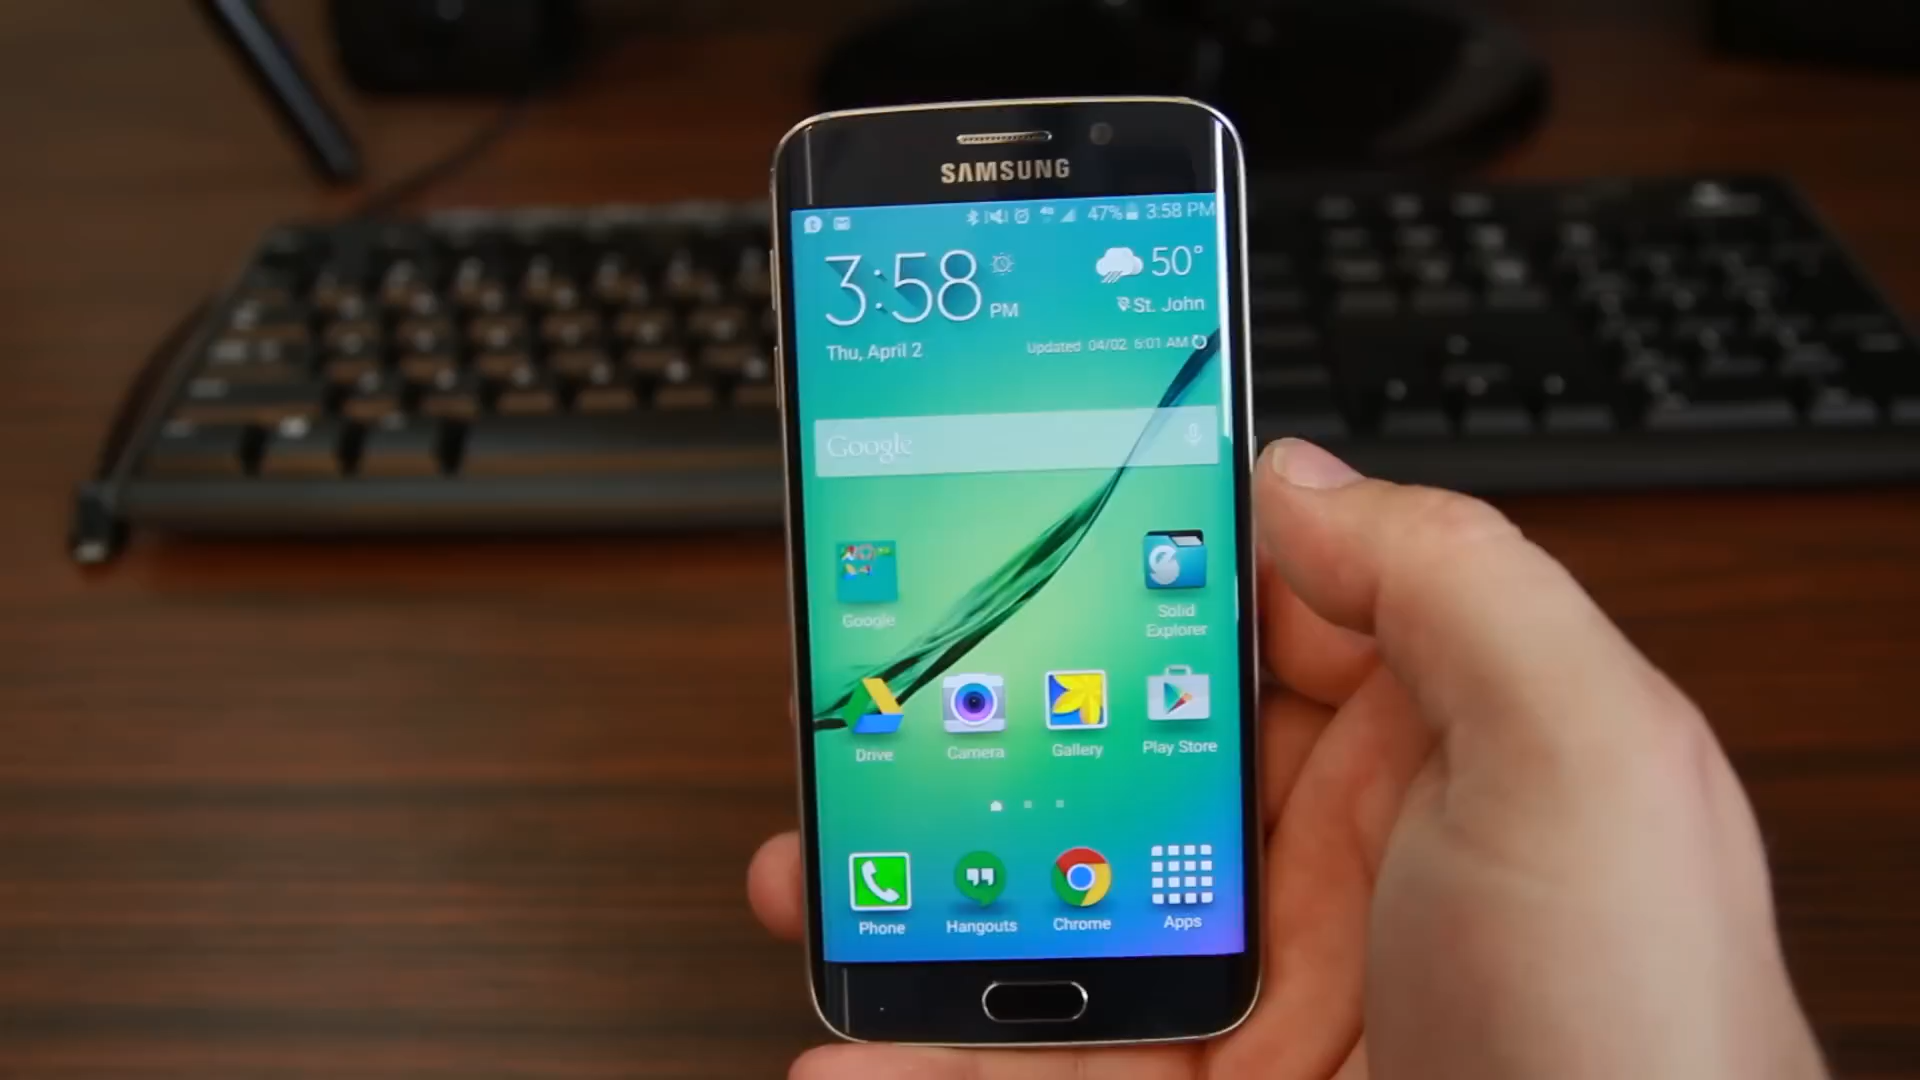 SAMSUNG
47% 3:58 PM
3:58 PM
50°
St. John
Thu, April 2
Updated 04/02 6:01 AM
Google
Google
Solid
Explorer
Drive
Camera
Gallery
Play Store
Phone
Hangouts
Chrome
Apps